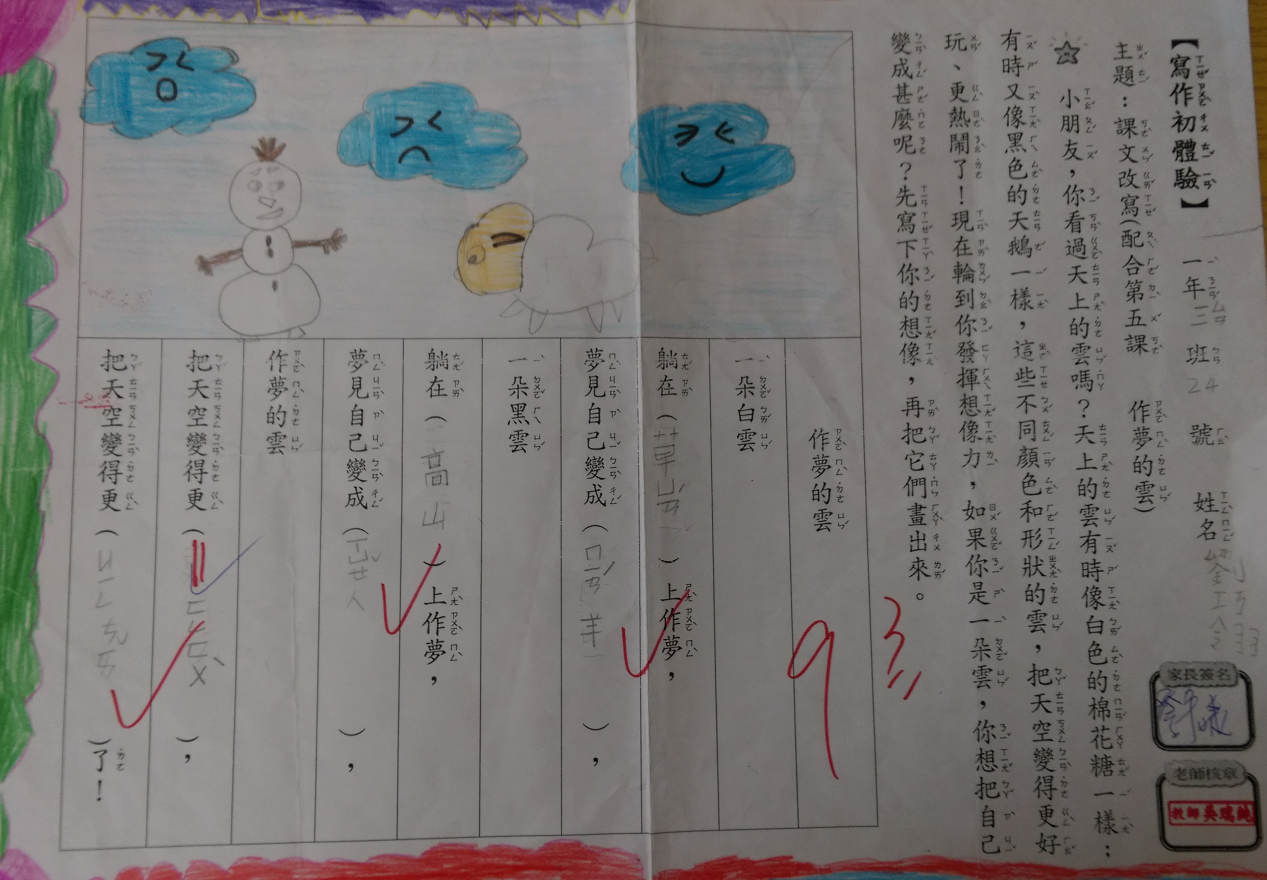 【寫作初體驗】 一年三班 24 號 姓名
主題：課文改寫(配合第五課 作夢的雲)
☆ 小朋友，你看過天上的雲嗎？天上的雲有時像白色的棉花糖一樣；
有時又像黑色的天鵝一樣，這些不同顏色和形狀的雲，把天空變得更好
玩、更熱鬧了！現在輪到你發揮想像力，如果你是一朵雲，你想把自己
變成甚麼呢？先寫下你的想像，再把它們畫出來。
93
作夢的雲
一朵白雲
躺在（草 ）上作夢，
夢見自己變成（ㄇㄧㄢˊ羊），
一朵黑雲
躺在（高山）上作夢，
夢見自己變成（ 人），
作夢的雲
把天空變得更（ ），
把天空變得更（ ）了！
家長簽名
老師核章
教師吳瑞